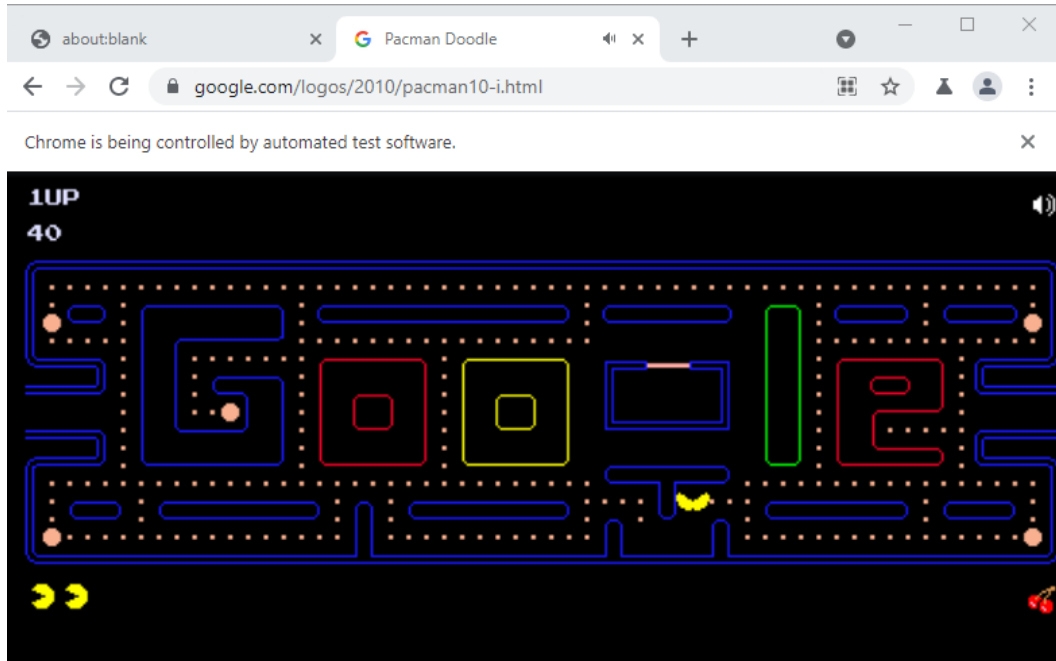 about:blank
Pacman Doodle
google.com/logos/2010/pacman10-i.html
Chrome is being controlled by automated test software.
1UP
40
Google